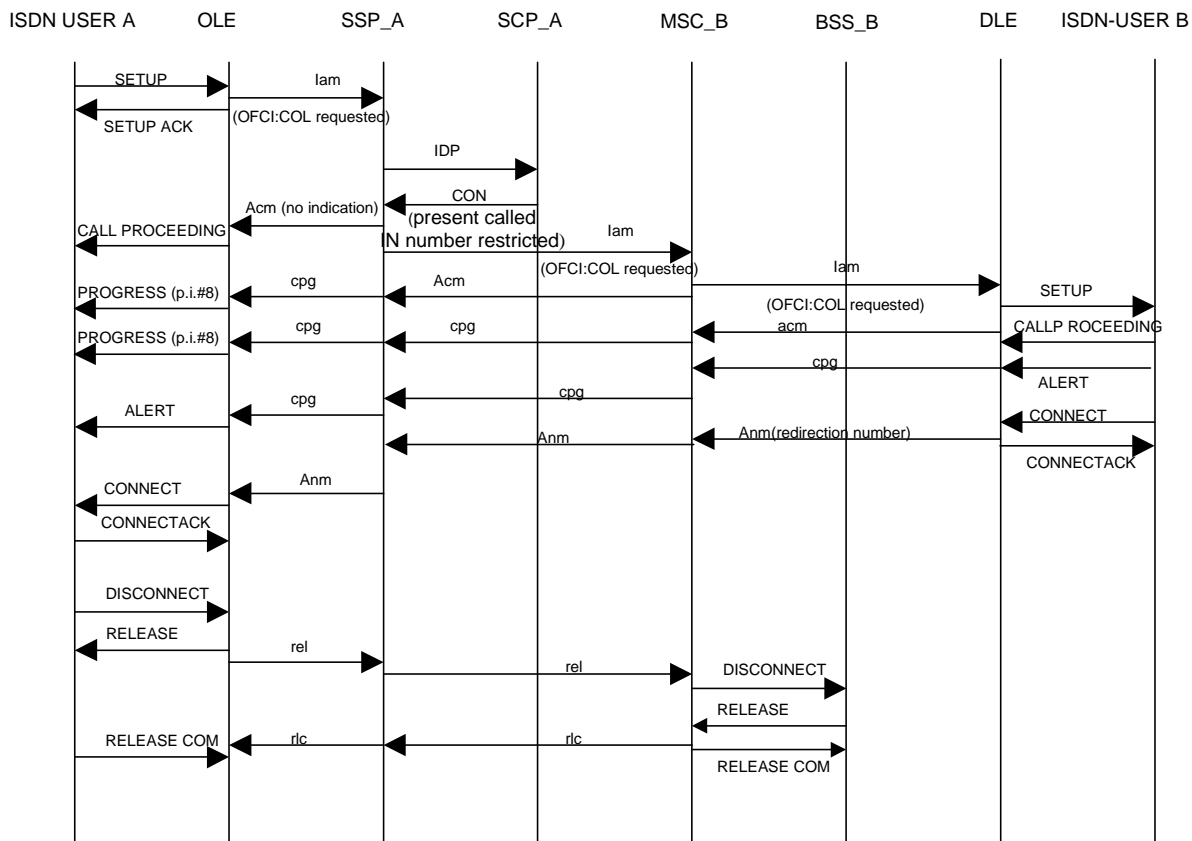 ISDN USER A OLE SSP_A SCP_A MSC_B BSS_B DLE ISDN-USER B
SETUP Iam
(OFCI:COL requested)
SETUP ACK
IDP
CON
Acm (no indication)
(present called
IN number restricted)
CALL PROCEEDING
Iam
(OFCI:COL requested)
Iam
(OFCI:COL requested)
SETUP
PROGRESS (p.i.#8) cpg Acm
acm CALLP ROCEEDING
PROGRESS (p.i.#8) cpg cpg
cpg
ALERT
cpg
ALERT cpg
CONNECT
Anm Anm(redirection number)
CONNECTACK
Anm
CONNECT
CONNECTACK
DISCONNECT
RELEASE
rel
rel
DISCONNECT
RELEASE
RELEASE COM rlc rlc
RELEASE COM